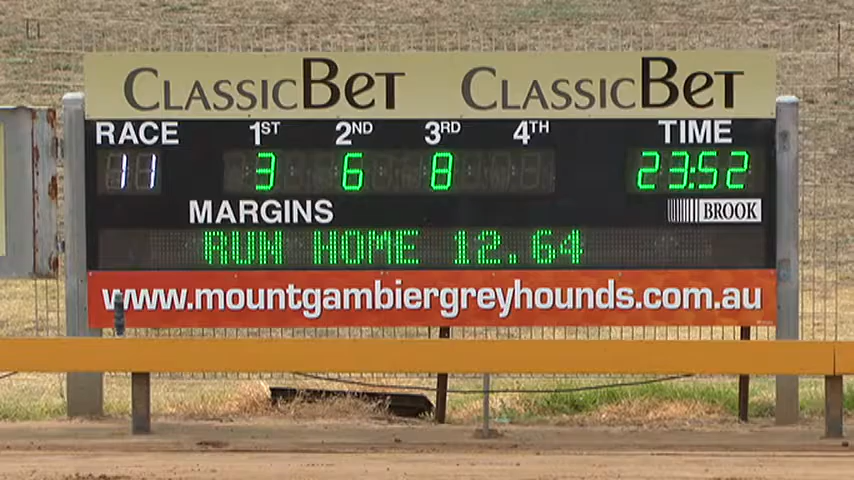 CLASSICBET CLASSICBET
RACE 1ST 2ND 3RD 4TH TIME
11 3 6 8 23:52
MARGINS BROOK
RUN HOME 12.64
www.mountgambiergreyhounds.com.au